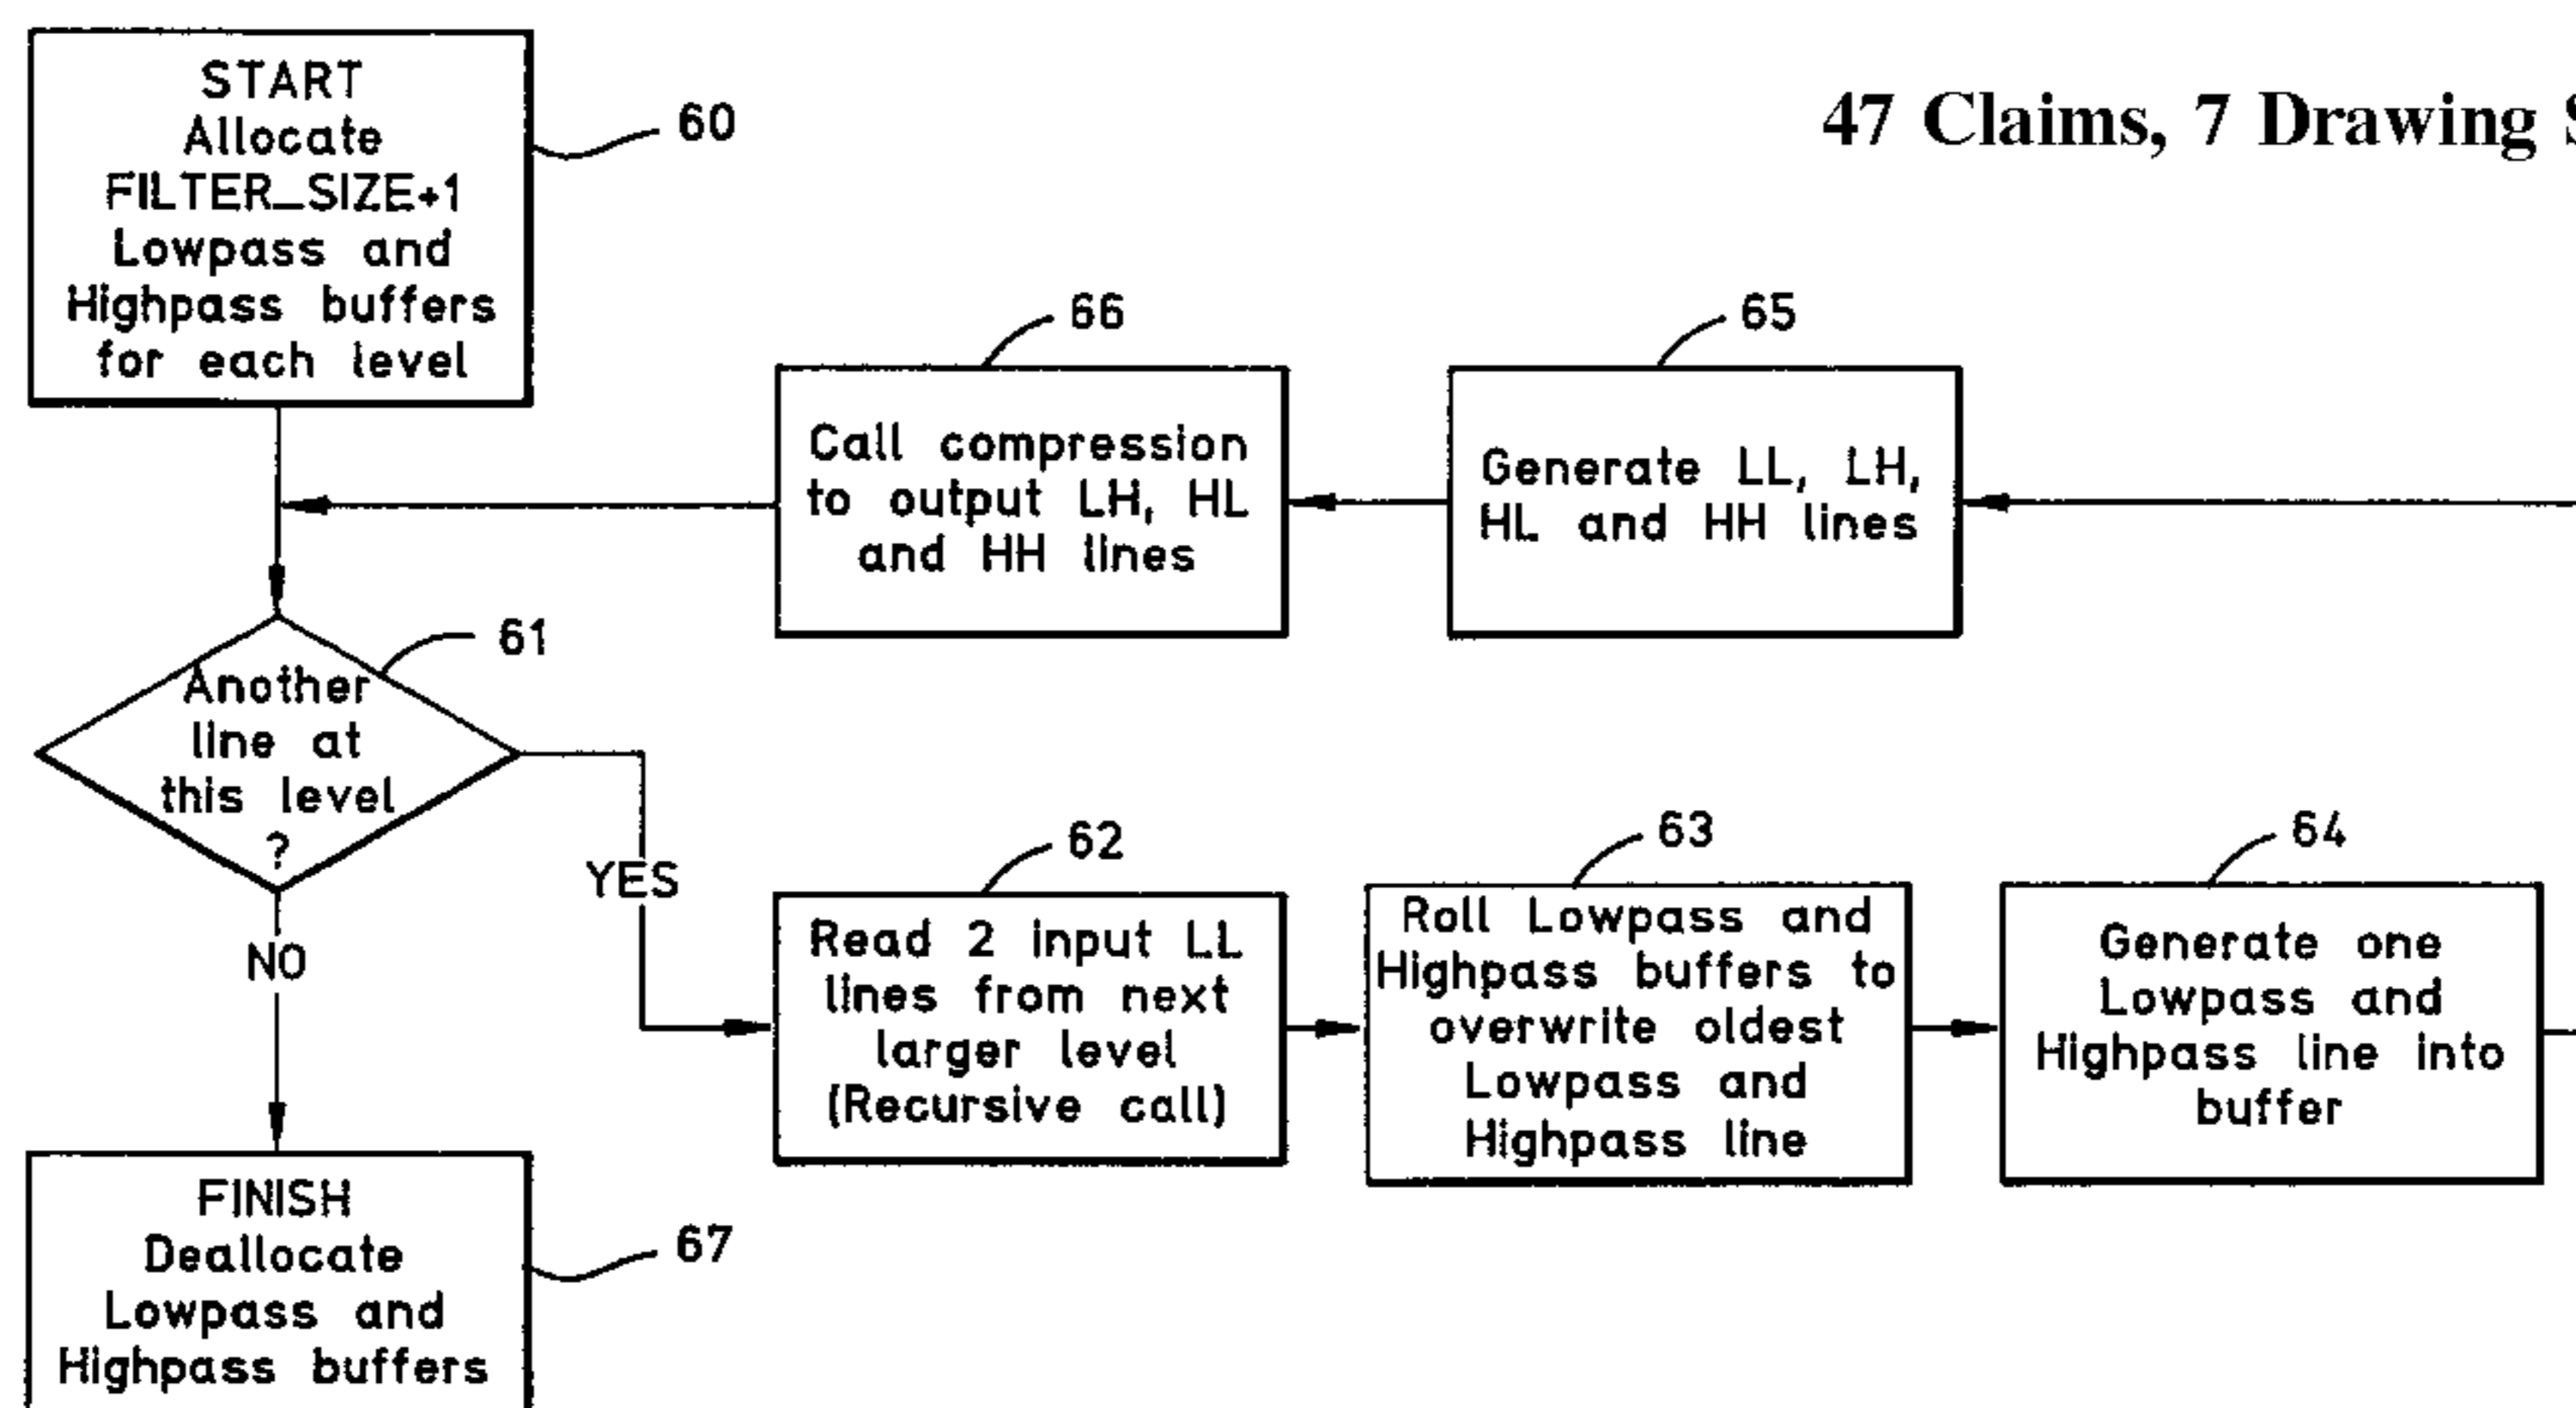 START
Allocate
FILTER_SIZE+1
Lowpass and
Highpass buffers
for each level
60
47 Claims, 7 Drawing
66
Call compression
to output LH, HL
and HH lines
65
Generate LL, LH,
HL and HH lines
61
Another
line at
this level
?
YES
NO
62
Read 2 input LL
lines from next
larger level
(Recursive call)
63
Roll Lowpass and
Highpass buffers to
overwrite oldest
Lowpass and
Highpass line
64
Generate one
Lowpass and
Highpass line into
buffer
FINISH
Deallocate
Lowpass and
Highpass buffers
67